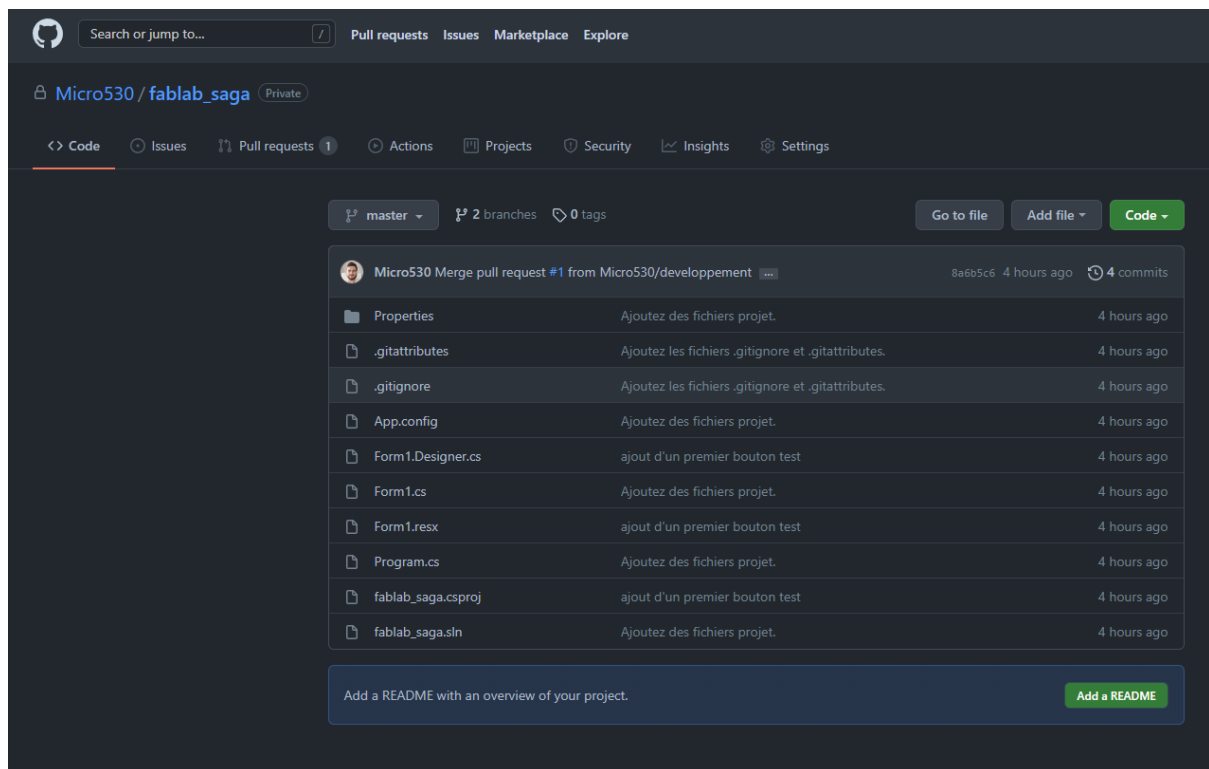 Search or jump to... / Pull requests Issues Marketplace Explore
Micro530 / fablab_saga Private
<> Code Issues Pull requests 1 Actions Projects Security Insights Settings
master 2 branches 0 tags Go to file Add file Code
Micro530 Merge pull request #1 from Micro530/developpement ... 8a6b5c6 4 hours ago 4 commits
Properties Ajoutez des fichiers projet. 4 hours ago
.gitattributes Ajoutez les fichiers .gitignore et .gitattributes. 4 hours ago
.gitignore Ajoutez les fichiers .gitignore et .gitattributes. 4 hours ago
App.config Ajoutez des fichiers projet. 4 hours ago
Form1.Designer.cs ajout d'un premier bouton test 4 hours ago
Form1.cs Ajoutez des fichiers projet. 4 hours ago
Form1.resx ajout d'un premier bouton test 4 hours ago
Program.cs Ajoutez des fichiers projet. 4 hours ago
fablab_saga.csproj ajout d'un premier bouton test 4 hours ago
fablab_saga.sln Ajoutez des fichiers projet. 4 hours ago
Add a README with an overview of your project. Add a README